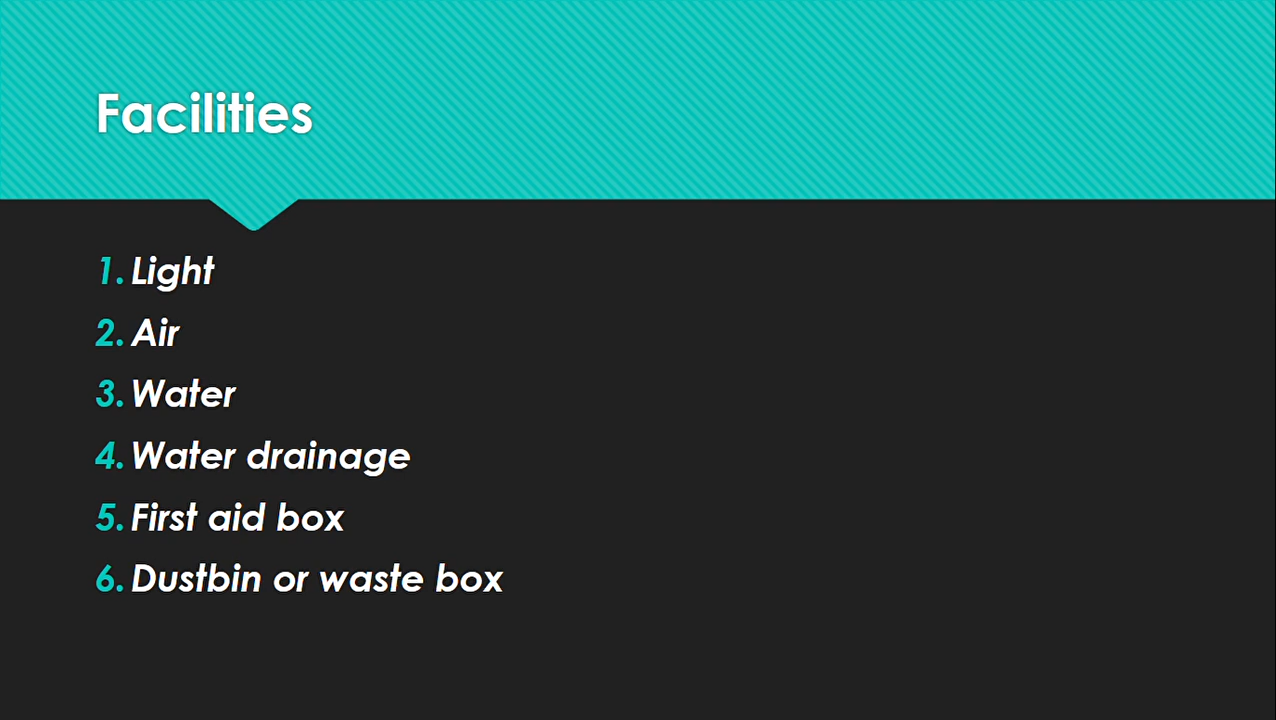 Facilities
1. Light
2. Air
3. Water
4. Water drainage
5. First aid box
6. Dustbin or waste box